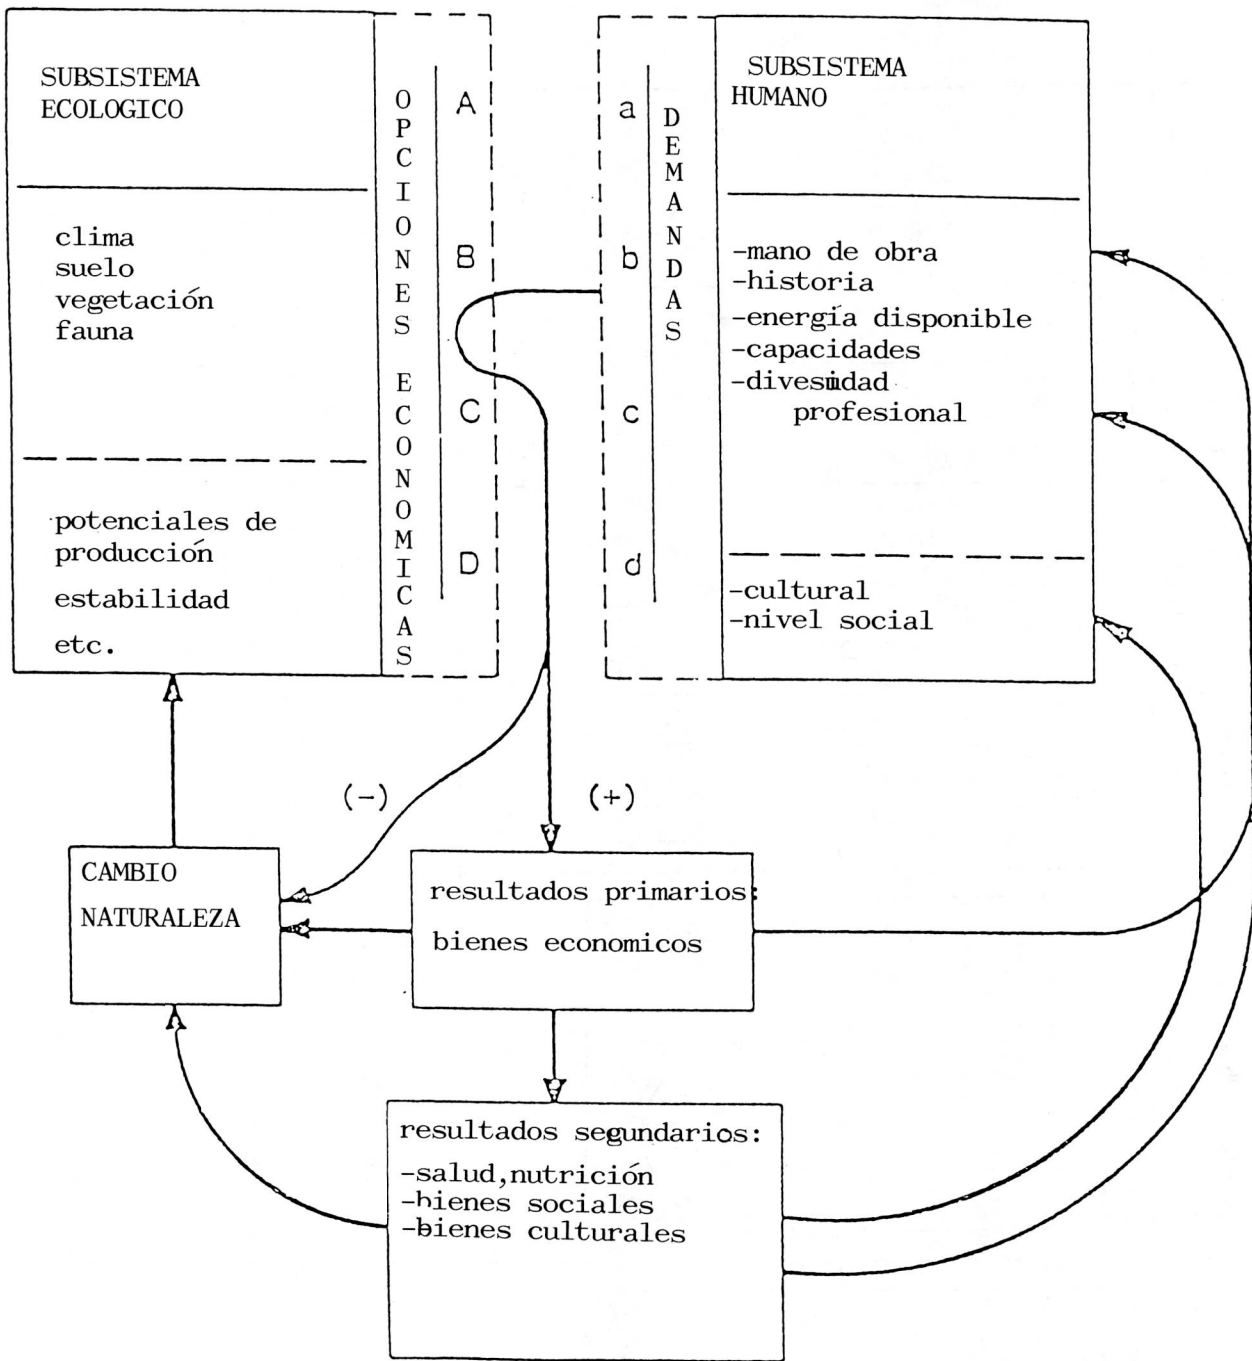 SUBSISTEMA
ECOLOGICO
clima
suelo
vegetación
fauna
potenciales de
producción
estabilidad
etc.
OPCIONES ECONOMICAS
A
B
C
D
a
b
c
d
DEMANDAS
SUBSISTEMA
HUMANO
-mano de obra
-historia
-energía disponible
-capacidades
profesional
-cultural
-nivel social
(-)
(+)
CAMBIO
NATURALEZA
resultados primarios:
bienes economicos
resultados segundarios:
-salud,nutrición
-bienes sociales
-bienes culturales